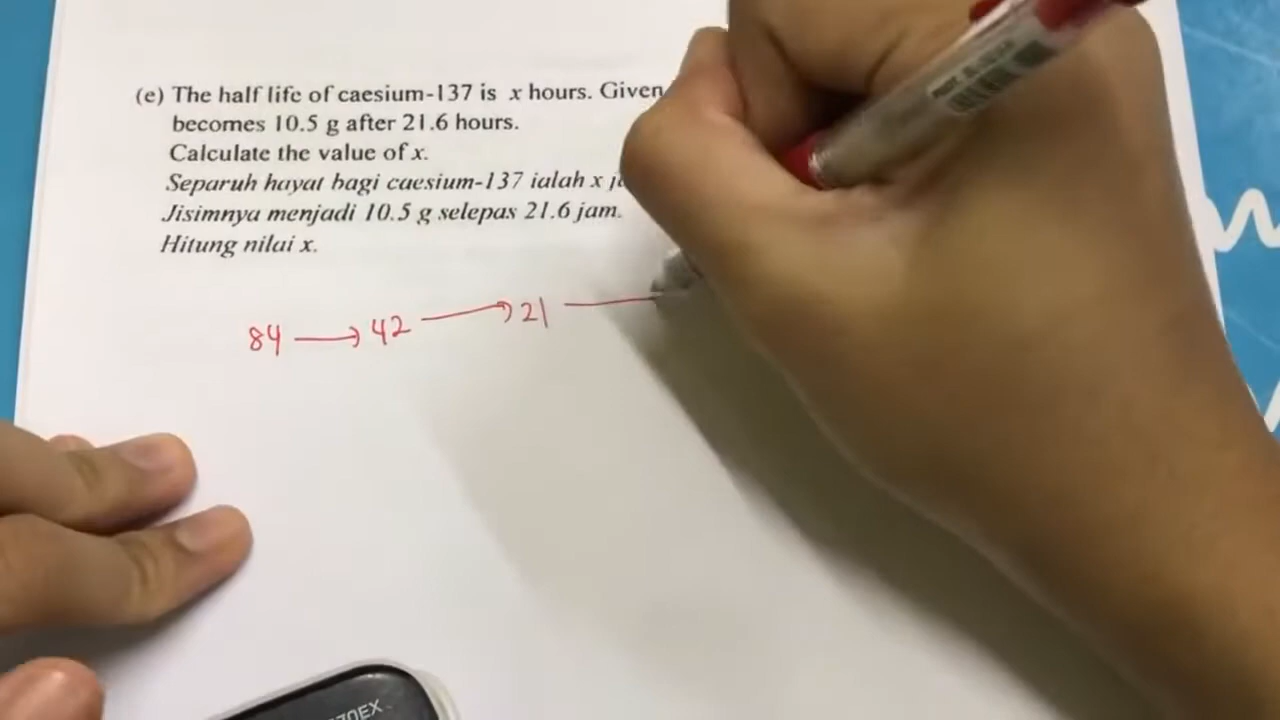 (e) The half life of caesium-137 is x hours. Given
becomes 10.5 g after 21.6 hours.
Calculate the value of x.
Separuh hayat bagi caesium-137 ialah x
Jisimnya menjadi 10.5 g selepas 21.6 jam.
Hitung nilai x.
84 → 42 → 21
70EX